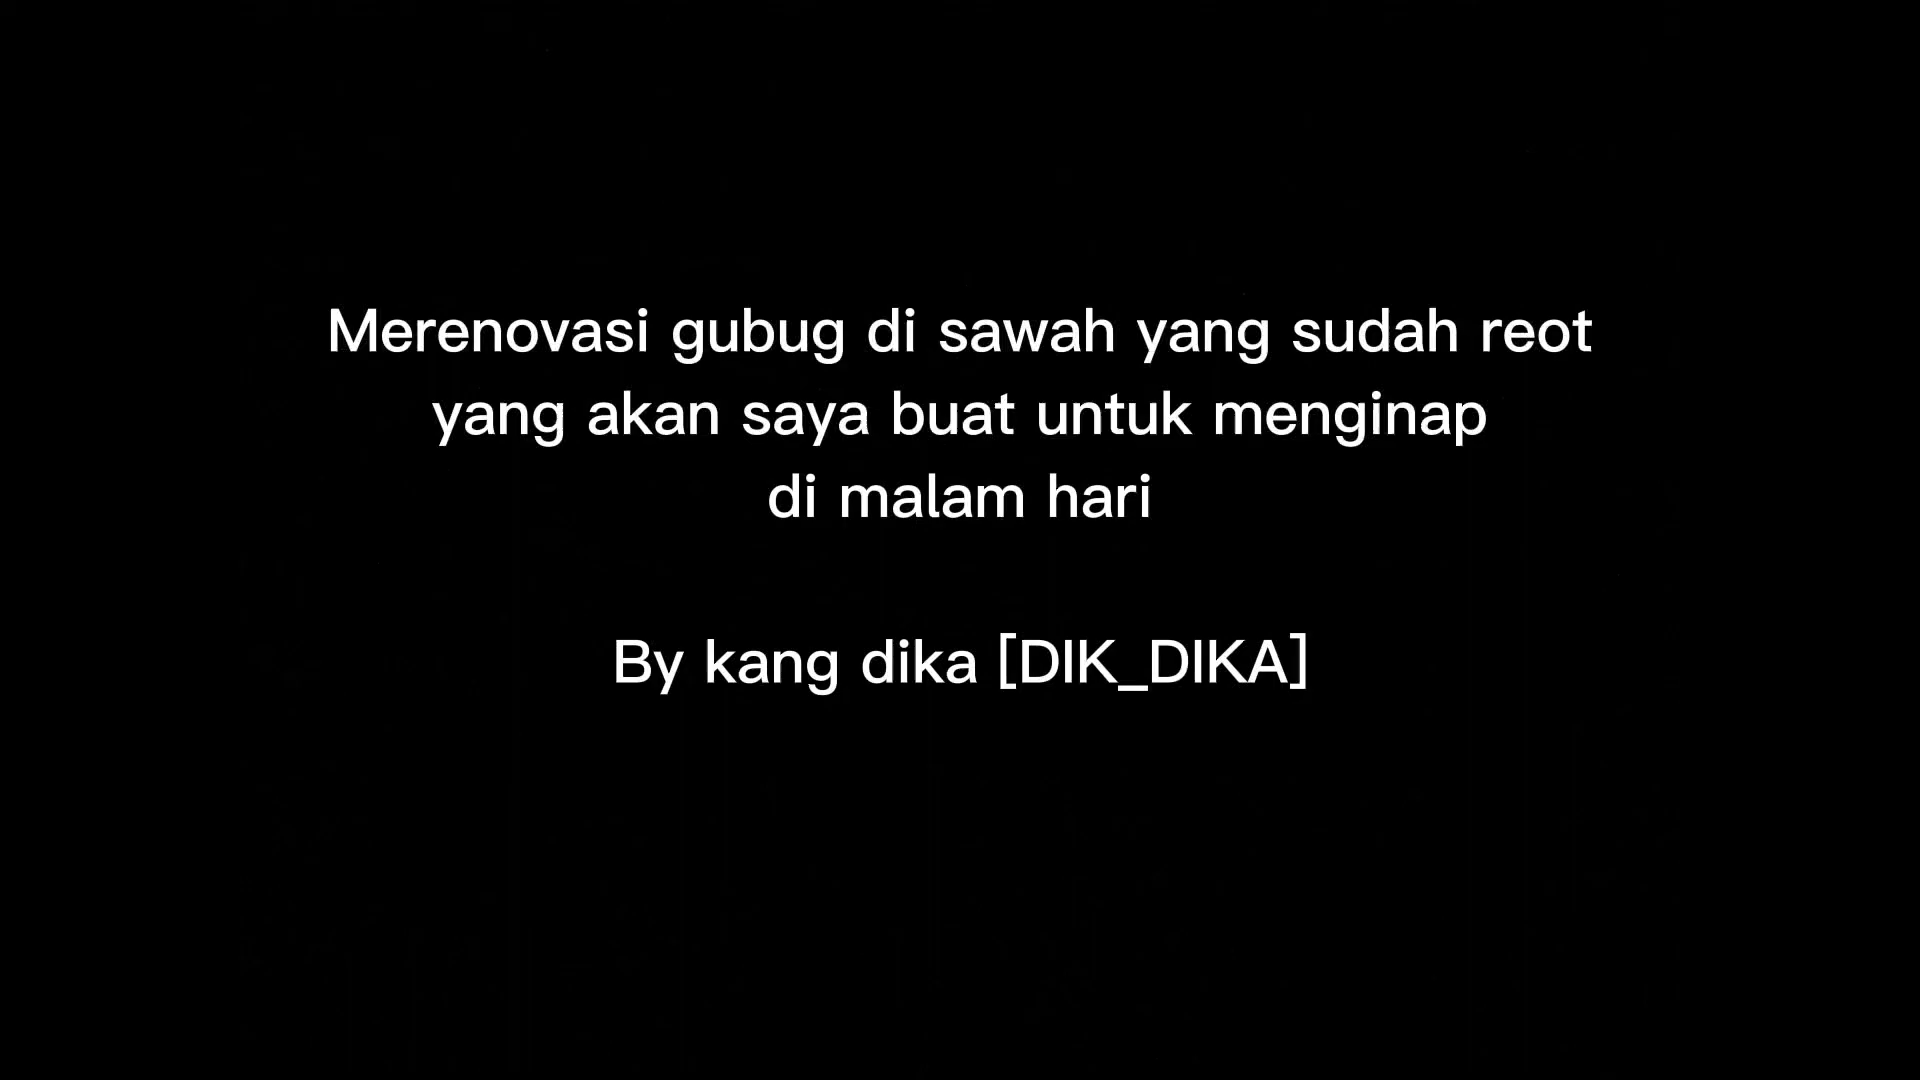 Merenovasi gubug di sawah yang sudah reot
yang akan saya buat untuk menginap
di malam hari
By kang dika [DIK_DIKA]